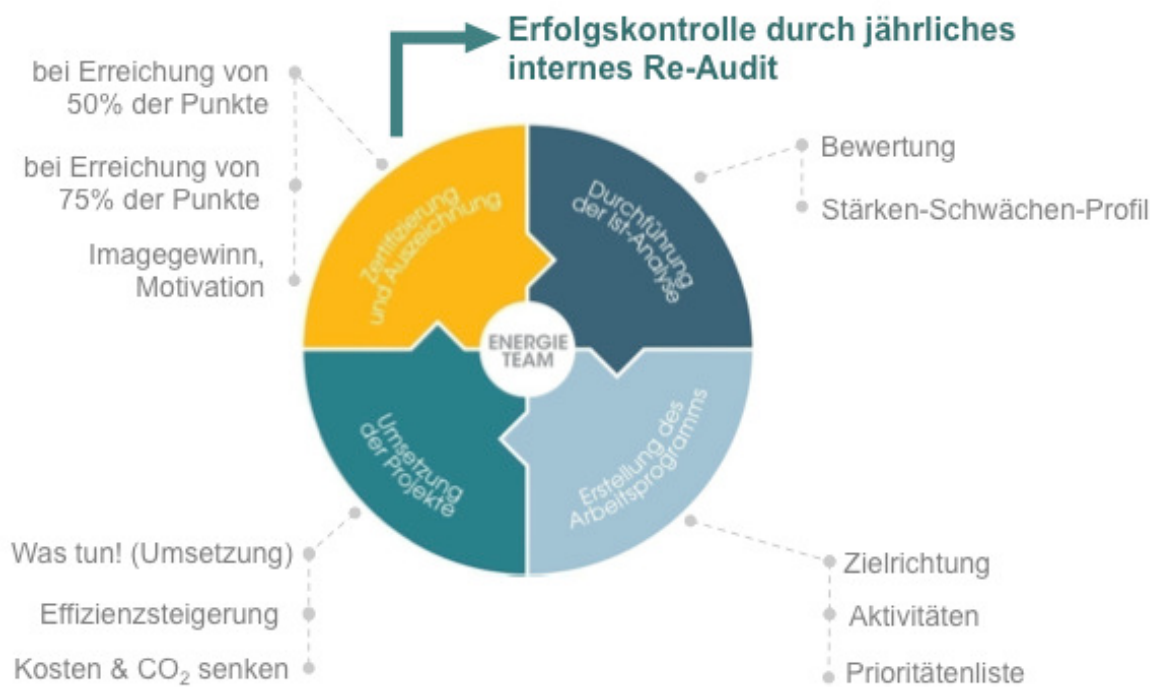 Erfolgskontrolle durch jährliches
internes Re-Audit
bei Erreichung von
50% der Punkte
bei Erreichung von
75% der Punkte
Imagegewinn,
Motivation
Zertifizierung
und Auszeichnung
Durchführung
der Ist-Analyse
Bewertung
Stärken-Schwächen-Profil
ENERGIE
TEAM
Umsetzung
der Projekte
Erstellung des
Arbeitsprogramms
Was tun! (Umsetzung)
Effizienzsteigerung
Kosten & CO₂ senken
Zielrichtung
Aktivitäten
Prioritätenliste